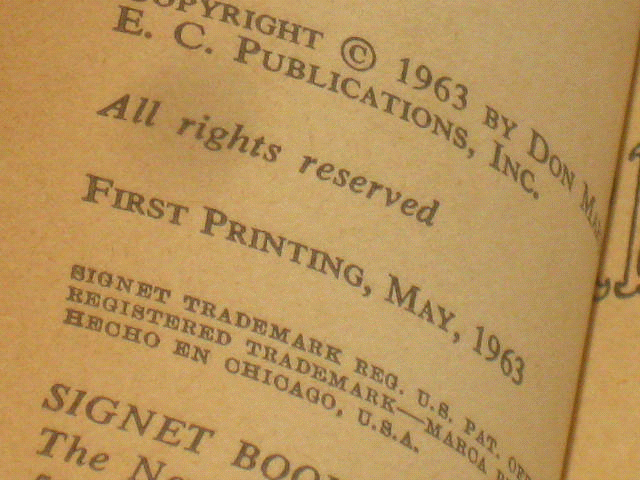 COPYRIGHT © 1963 BY DON
E. C. PUBLICATIONS, INC.
All rights reserved
FIRST PRINTING, MAY, 1963
SIGNET TRADEMARK REG. U.S. PAT. OFF
REGISTERED TRADEMARK—MARCA
HECHO EN CHICAGO, U.S.A.
SIGNET
The